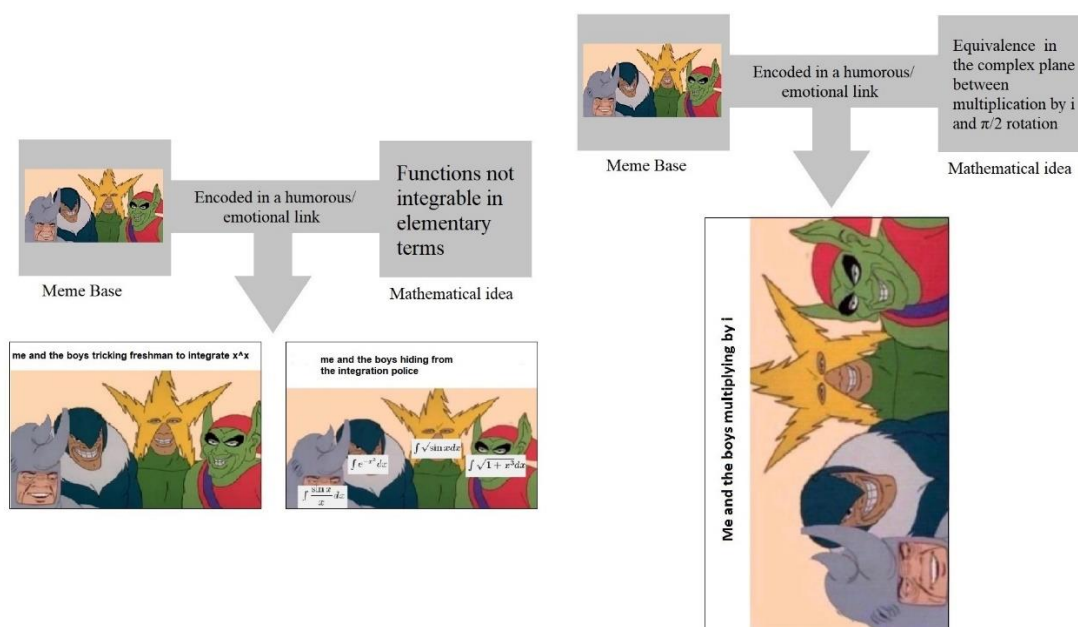 Encoded in a humorous/
emotional link
Meme Base
Functions not
integrable in
elementary
terms
Mathematical idea
me and the boys tricking freshman to integrate x^x
me and the boys hiding from
the integration police
∫ sin x / x dx
∫ e^{-x²} dx
∫ √sin x dx
∫ √1 + x³ dx
Encoded in a humorous/
emotional link
Meme Base
Equivalence in
the complex plane
between
multiplication by i
and π/2 rotation
Mathematical idea
Me and the boys multiplying by i